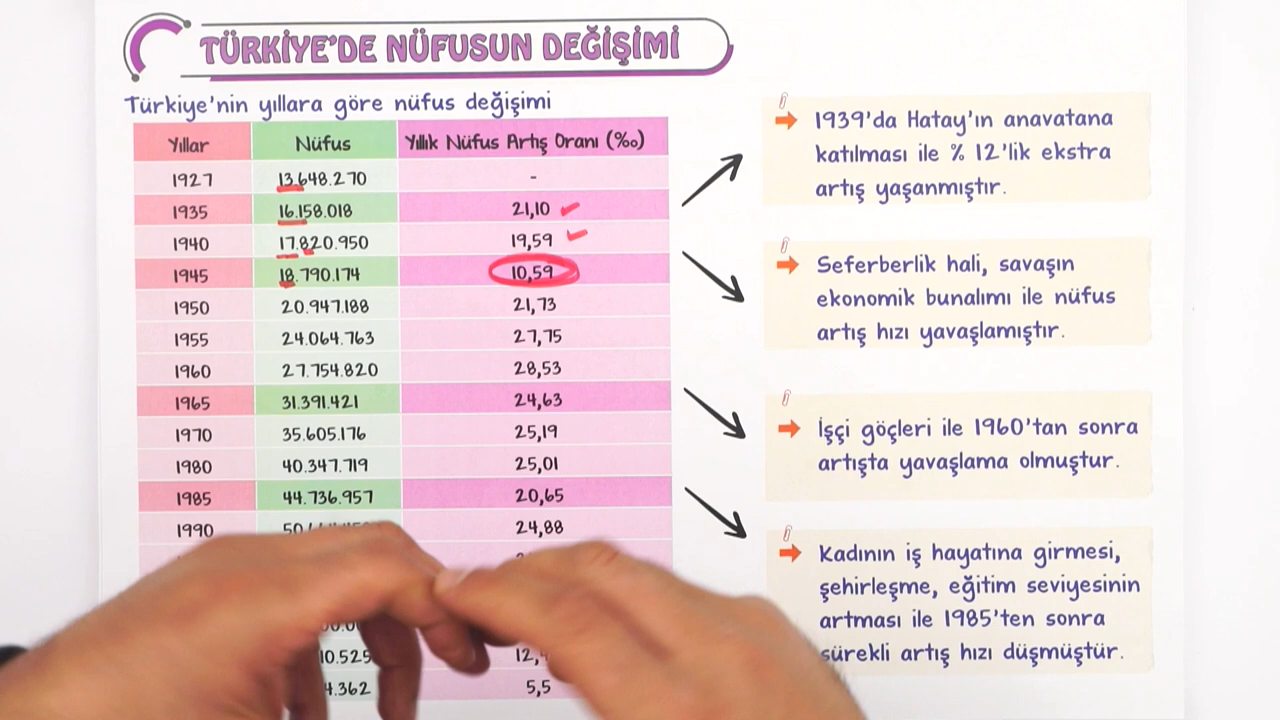 TÜRKİYE'DE NÜFUSUN DEĞİŞİMİ
Türkiye'nin yıllara göre nüfus değişimi
Yıllar Nüfus Yıllık Nüfus Artış Oranı (‰)
1927 13.648.270 -
1935 16.158.018 21,10
1940 17.820.950 19,59
1945 18.790.174 10,59
1950 20.947.188 21,73
1955 24.064.763 27,75
1960 27.754.820 28,53
1965 31.391.421 24,63
1970 35.605.176 25,19
1980 40.347.719 25,01
1985 44.736.957 20,65
1990 24,88
5,5
1939'da Hatay'ın anavatana
katılması ile % 12'lik ekstra
artış yaşanmıştır.
Seferberlik hali, savaşın
ekonomik bunalımı ile nüfus
artış hızı yavaşlamıştır.
İşçi göçleri ile 1960'tan sonra
artışta yavaşlama olmuştur.
Kadının iş hayatına girmesi,
şehirleşme, eğitim seviyesinin
artması ile 1985'ten sonra
sürekli artış hızı düşmüştür.